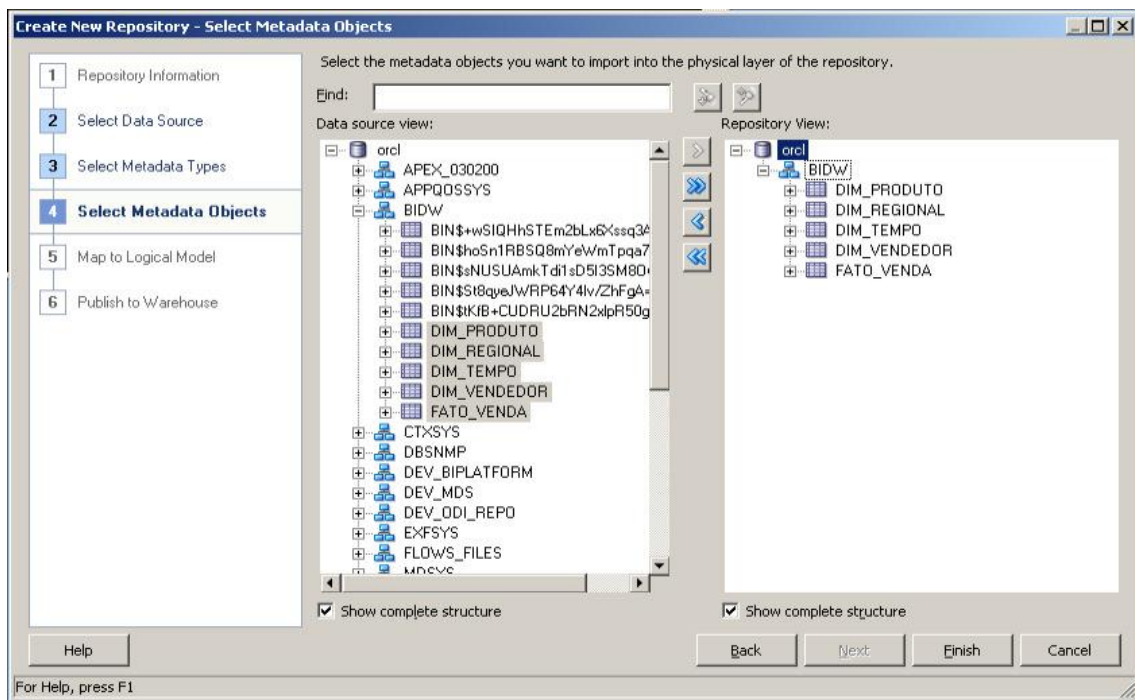 Create New Repository - Select Metadata Objects
1 Repository Information
2 Select Data Source
3 Select Metadata Types
4 Select Metadata Objects
5 Map to Logical Model
6 Publish to Warehouse
Select the metadata objects you want to import into the physical layer of the repository.
Find:
Data source view:
orcl
APEX_030200
APPQOSSYS
BIDW
DIM_PRODUTO
DIM_REGIONAL
DIM_TEMPO
DIM_VENDEDOR
FATO_VENDA
CTXSYS
DBSNMP
DEV_BIPLATFORM
DEV_MDS
DEV_ODI_REPO
EXFSYS
FLOWS_FILES
MDSYS
Show complete structure
Repository View:
orcl
BIDW
DIM_PRODUTO
DIM_REGIONAL
DIM_TEMPO
DIM_VENDEDOR
FATO_VENDA
Show complete structure
Help
Back
Next
Finish
Cancel
For Help, press F1